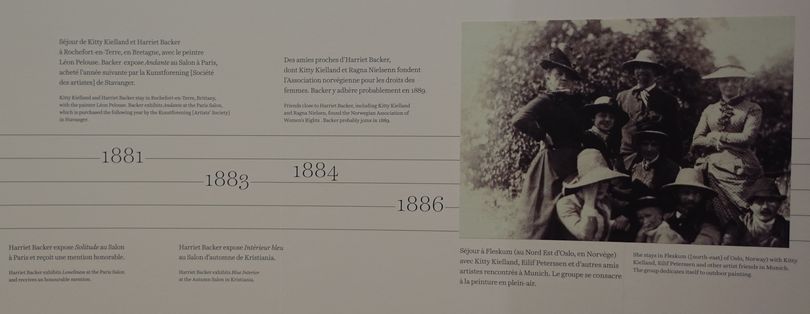 Séjour de Kitty Kielland et Harriet Backer
à Rochefort-en-Terre, en Bretagne, avec le peintre
Léon Pelouse. Backer expose Andante au Salon à Paris,
acheté l'année suivante par la Kunstforening [Société
des artistes] de Stavanger.
Kitty Kielland and Harriet Backer stay in Rochefort-en-Terre, Brittany,
with the painter Léon Pelouse. Backer exhibits Andante at the Paris Salon,
which is purchased the following year by the Kunstforening [Artists' Society]
in Stavanger.
Des amies proches d'Harriet Backer,
dont Kitty Kielland et Ragna Nielsenn fondent
l'Association norvégienne pour les droits des
femmes. Backer y adhère probablement en 1889.
Friends close to Harriet Backer, including Kitty Kielland
and Ragna Nielsen, found the Norwegian Association of
Women's Rights. Backer probably joins in 1889.
1881
1883
1884
1886
Harriet Backer expose Solitude au Salon
à Paris et reçoit une mention honorable.
Harriet Backer exhibits Loneliness at the Paris Salon
and receives an honourable mention.
Harriet Backer expose Intérieur bleu
au Salon d'automne de Kristiania.
Harriet Backer exhibits Blue Interior
at the Autumn Salon in Kristiania.
Séjour à Fleskum (au Nord Est d'Oslo, en Norvège)
avec Kitty Kielland, Eilif Peterssen et d'autres amis
artistes rencontrés à Munich. Le groupe se consacre
à la peinture en plein-air.
She stays in Fleskum ([north-east] of Oslo, Norway) with Kitty
Kielland, Eilif Peterssen and other artist friends in Munich.
The group dedicates itself to outdoor painting.